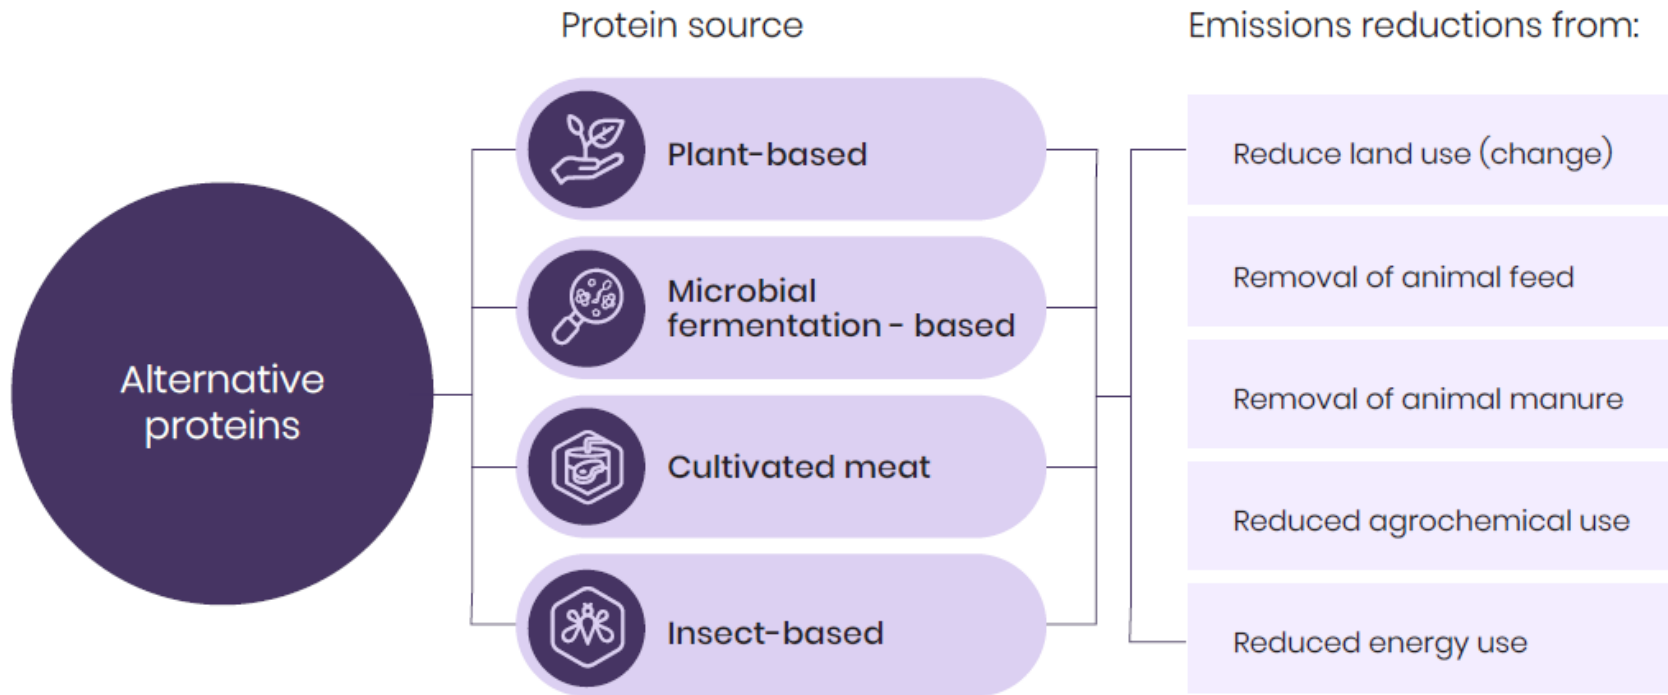 Protein source
Emissions reductions from:
Alternative
proteins
Plant-based
Microbial
fermentation - based
Cultivated meat
Insect-based
Reduce land use (change)
Removal of animal feed
Removal of animal manure
Reduced agrochemical use
Reduced energy use